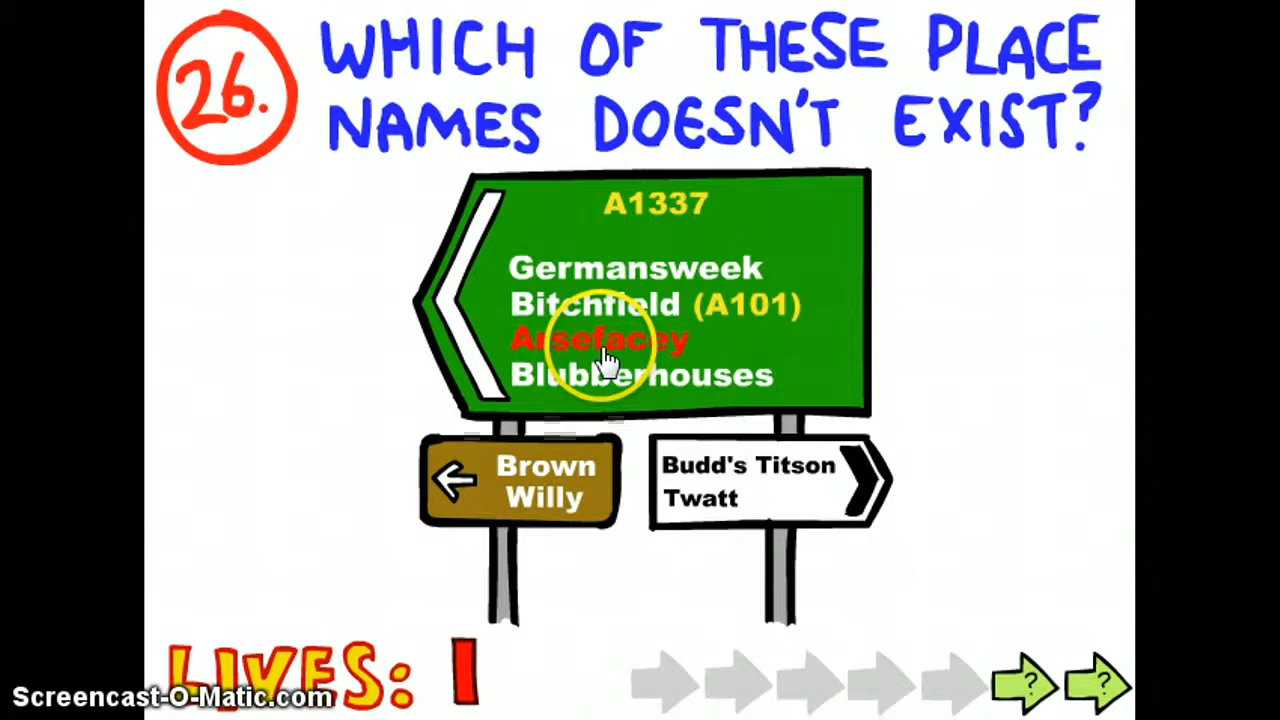 26.
WHICH OF THESE PLACE
NAMES DOESN'T EXIST?
A1337
Germansweek
Bitchfield (A101)
Arsefacey
Blubberhouses
Brown
Willy
Budd's Titson
Twatt
LIVES: 1
? ?
Screencast-O-Matic.com